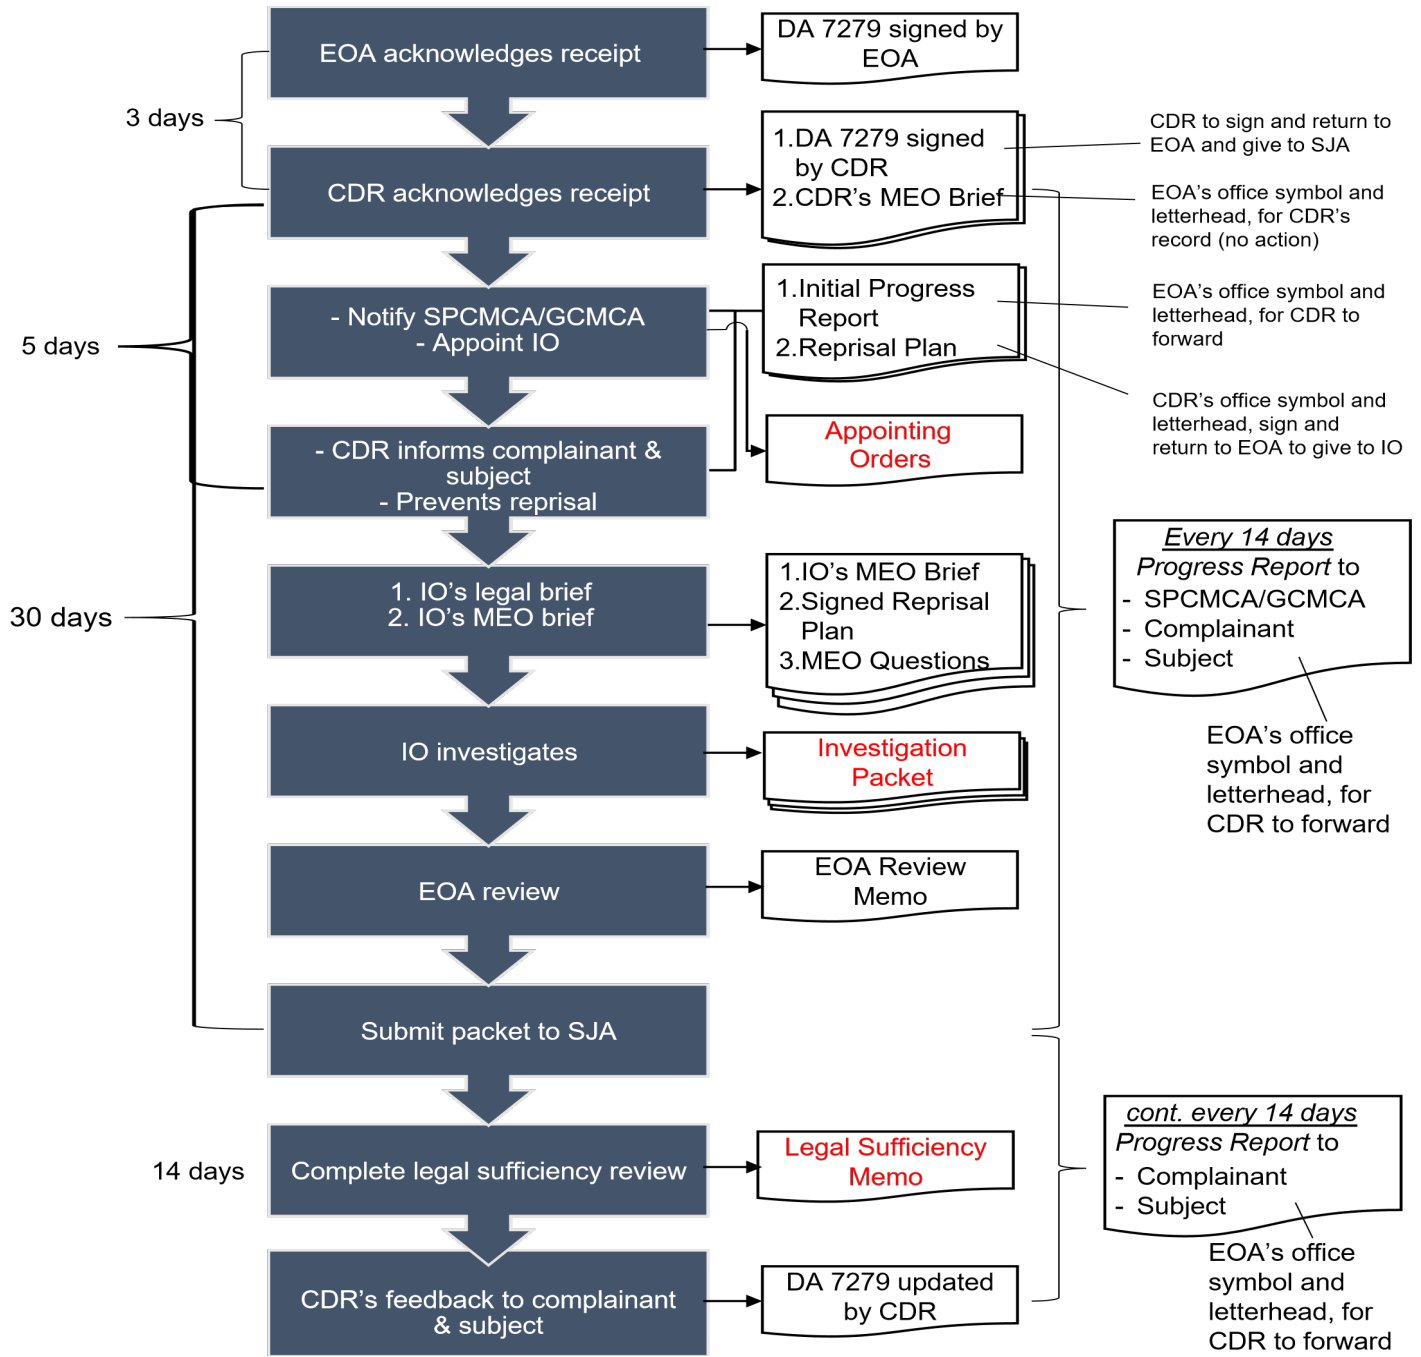 EOA acknowledges receipt
DA 7279 signed by
EOA
3 days
CDR acknowledges receipt
1.DA 7279 signed
by CDR
2.CDR's MEO Brief
CDR to sign and return to
EOA and give to SJA
EOA's office symbol and
letterhead, for CDR's
record (no action)
5 days
- Notify SPCMCA/GCMCA
- Appoint IO
1.Initial Progress
Report
2.Reprisal Plan
EOA's office symbol and
letterhead, for CDR to
forward
CDR's office symbol and
letterhead, sign and
return to EOA to give to IO
- CDR informs complainant &
subject
- Prevents reprisal
Appointing
Orders
30 days
1. IO's legal brief
2. IO's MEO brief
1.IO's MEO Brief
2.Signed Reprisal
Plan
3.MEO Questions
Every 14 days
Progress Report to
- SPCMCA/GCMCA
- Complainant
- Subject
EOA's office
symbol and
letterhead, for
CDR to forward
IO investigates
Investigation
Packet
EOA review
EOA Review
Memo
Submit packet to SJA
14 days
Complete legal sufficiency review
Legal Sufficiency
Memo
cont. every 14 days
Progress Report to
- Complainant
- Subject
EOA's office
symbol and
letterhead, for
CDR to forward
CDR's feedback to complainant
& subject
DA 7279 updated
by CDR